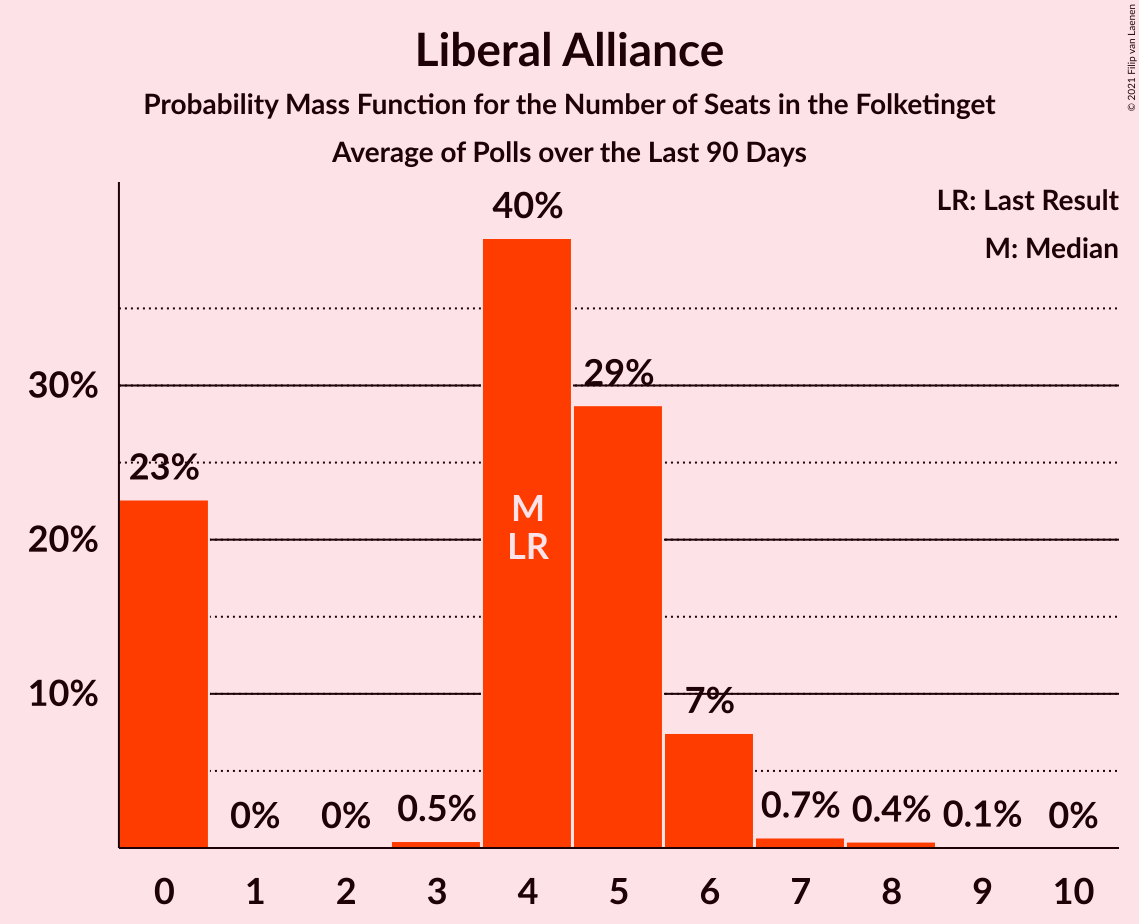 Liberal Alliance
Probability Mass Function for the Number of Seats in the Folketinget
Average of Polls over the Last 90 Days
© 2021 Filip van Laenen
LR: Last Result
M: Median
40%
30%
29%
23%
M
LR
20%
10%
7%
0%
0%
0.5%
0.7%
0.4%
0.1%
0%
0 1 2 3 4 5 6 7 8 9 10